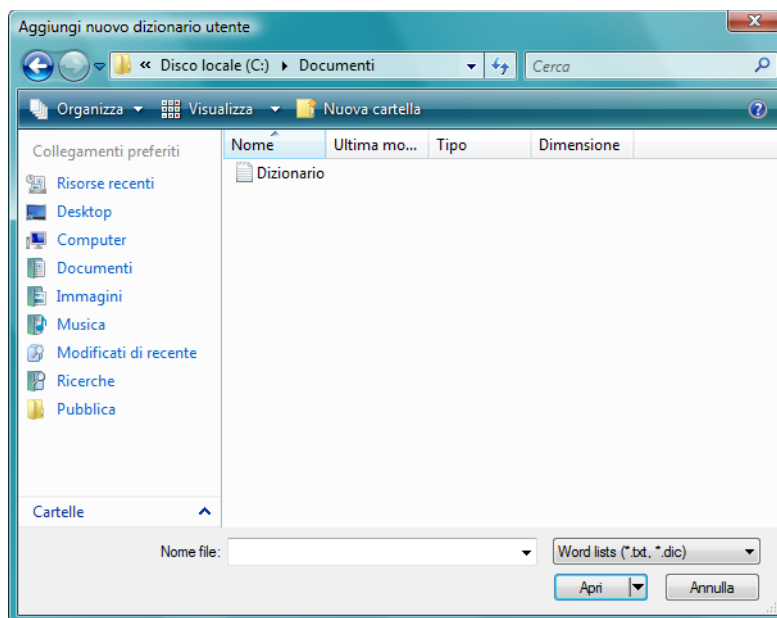 Aggiungi nuovo dizionario utente
« Disco locale (C:) Documenti Cerca
Organizza Visualizza Nuova cartella
Collegamenti preferiti
Nome Ultima mo... Tipo Dimensione
Risorse recenti
Dizionario
Desktop
Computer
Documenti
Immagini
Musica
Modificati di recente
Ricerche
Pubblica
Cartelle
Nome file: Word lists (*.txt, *.dic)
Apri Annulla